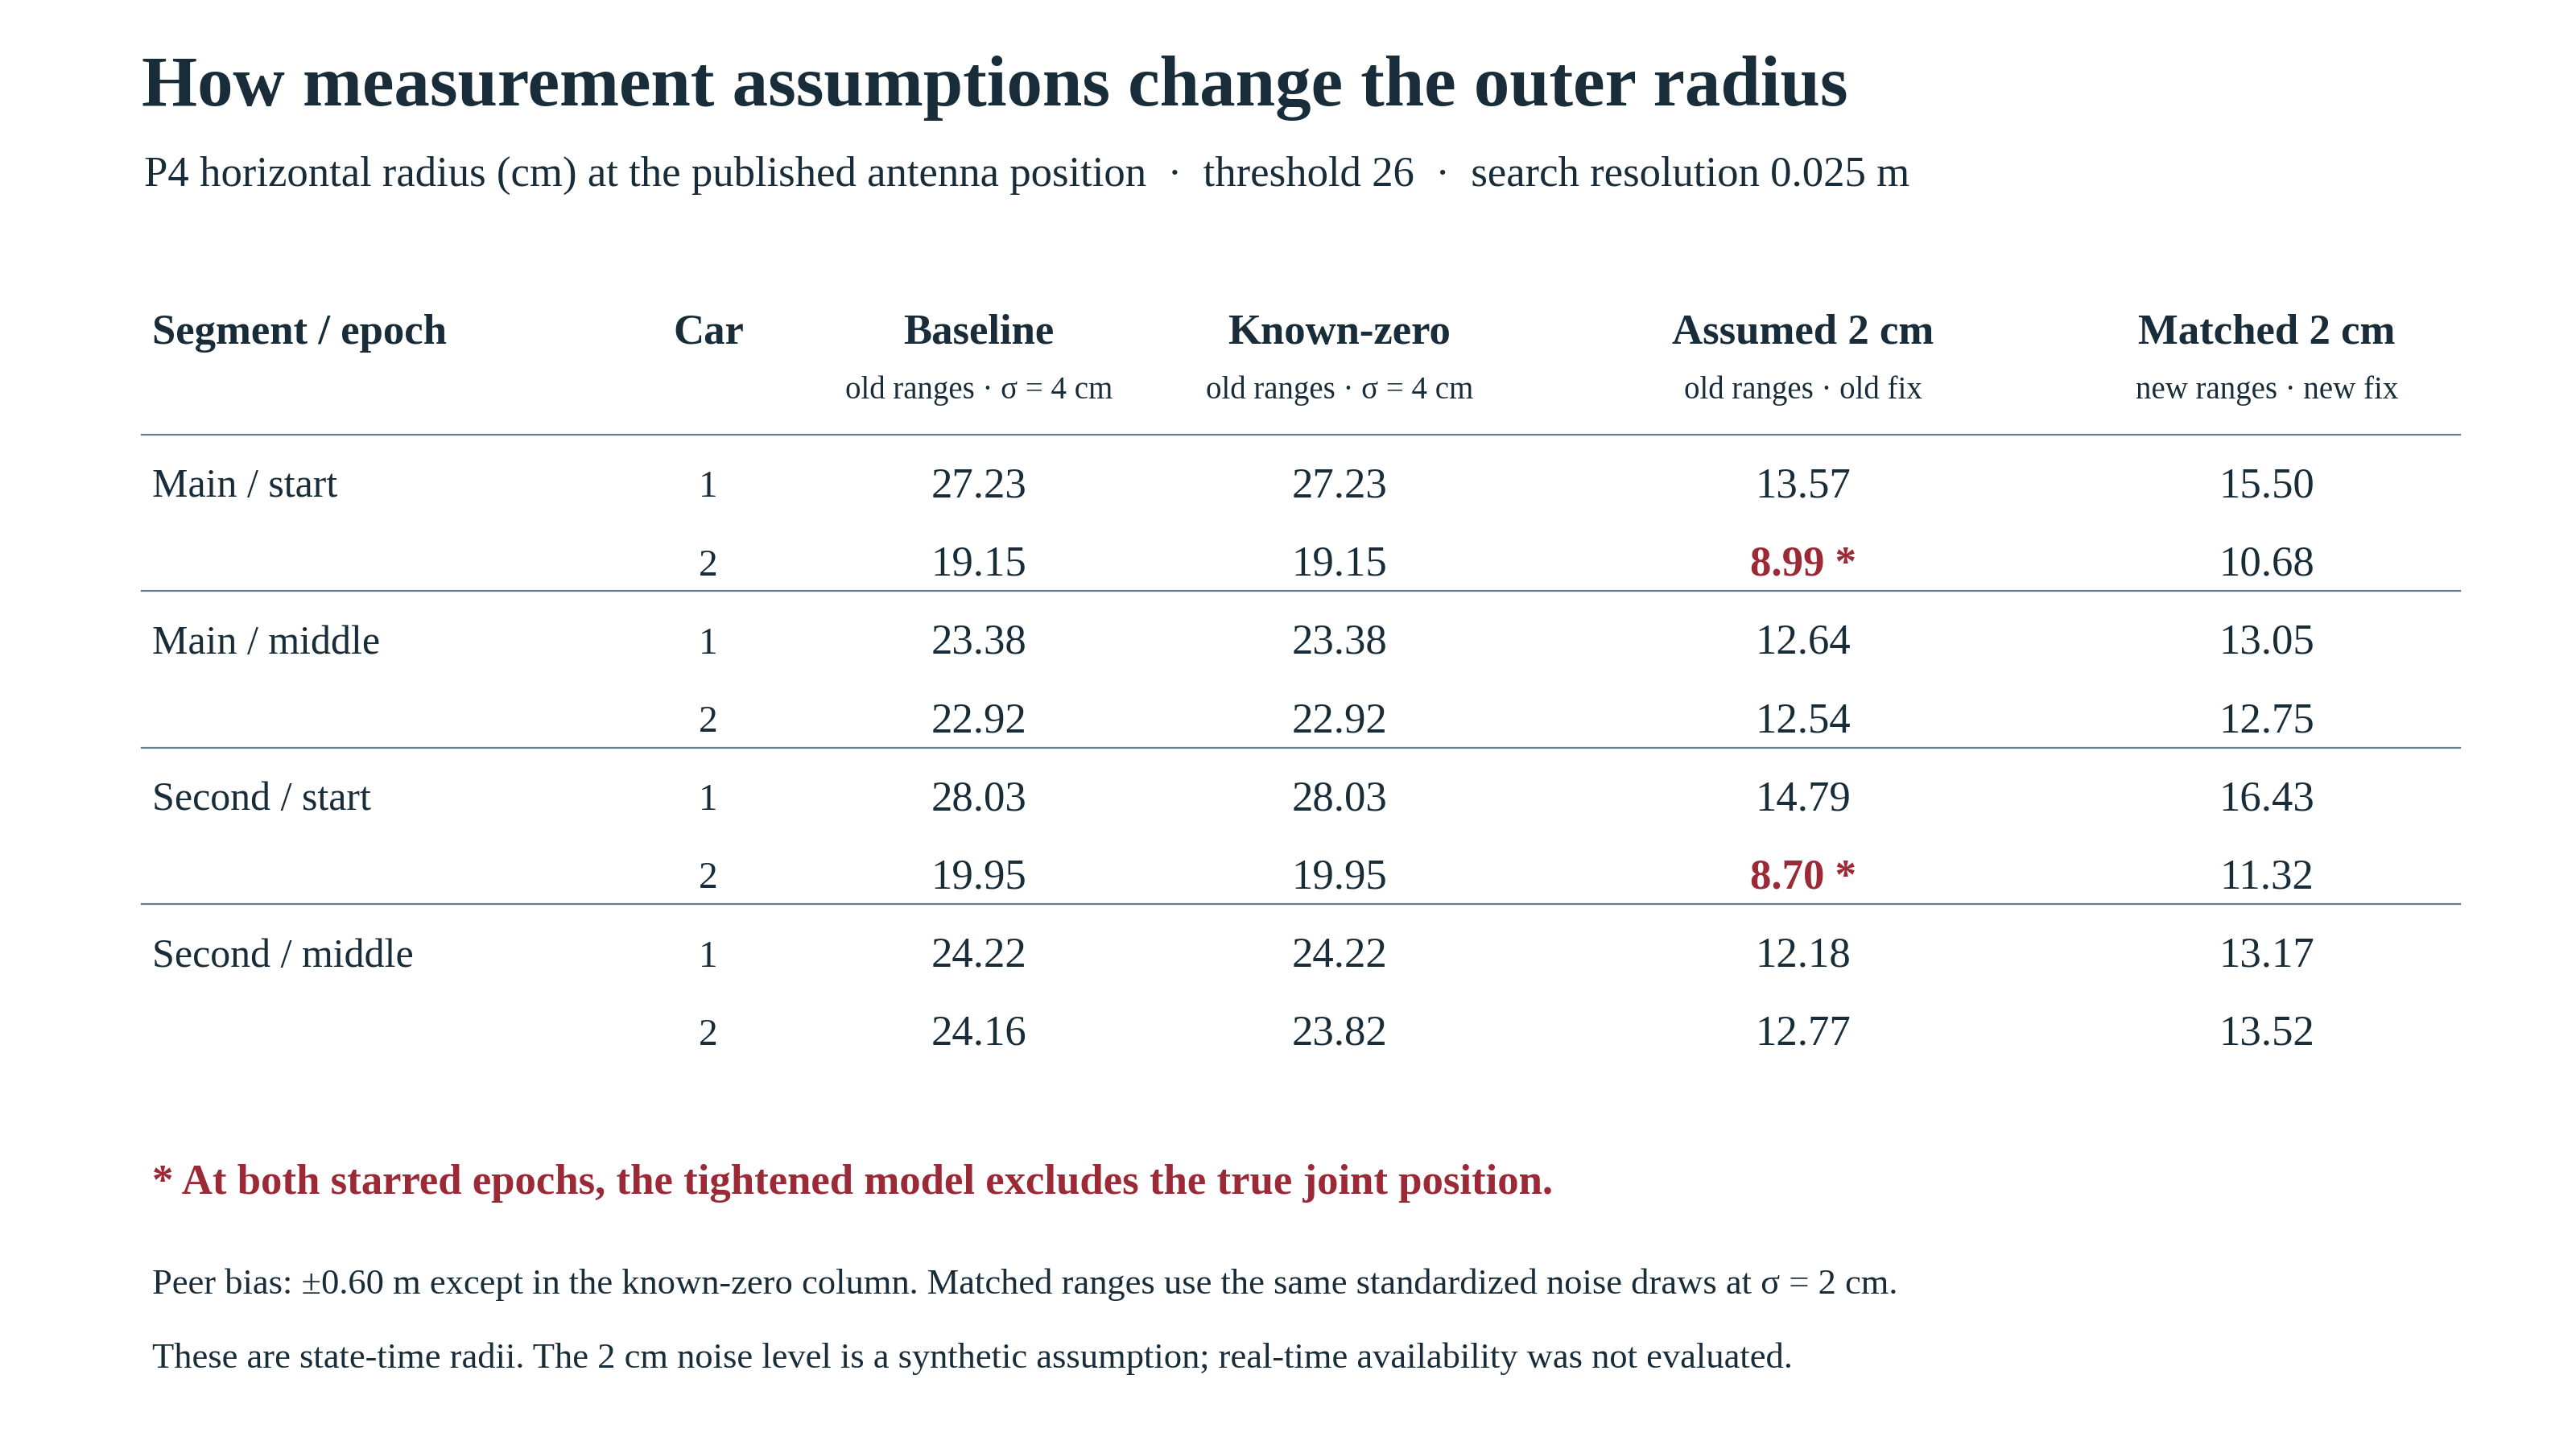 How measurement assumptions change the outer radius
P4 horizontal radius (cm) at the published antenna position · threshold 26 · search resolution 0.025 m
Segment / epoch Car Baseline Known-zero Assumed 2 cm Matched 2 cm
old ranges · σ = 4 cm old ranges · σ = 4 cm old ranges · old fix new ranges · new fix
Main / start 1 27.23 27.23 13.57 15.50
2 19.15 19.15 8.99 * 10.68
Main / middle 1 23.38 23.38 12.64 13.05
2 22.92 22.92 12.54 12.75
Second / start 1 28.03 28.03 14.79 16.43
2 19.95 19.95 8.70 * 11.32
Second / middle 1 24.22 24.22 12.18 13.17
2 24.16 23.82 12.77 13.52
* At both starred epochs, the tightened model excludes the true joint position.
Peer bias: ±0.60 m except in the known-zero column. Matched ranges use the same standardized noise draws at σ = 2 cm.
These are state-time radii. The 2 cm noise level is a synthetic assumption; real-time availability was not evaluated.